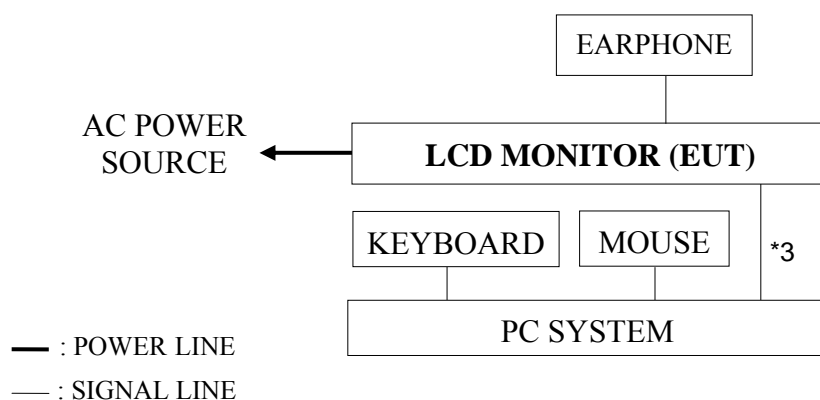 EARPHONE
AC POWER
SOURCE
LCD MONITOR (EUT)
KEYBOARD
MOUSE
*3
PC SYSTEM
: POWER LINE
: SIGNAL LINE